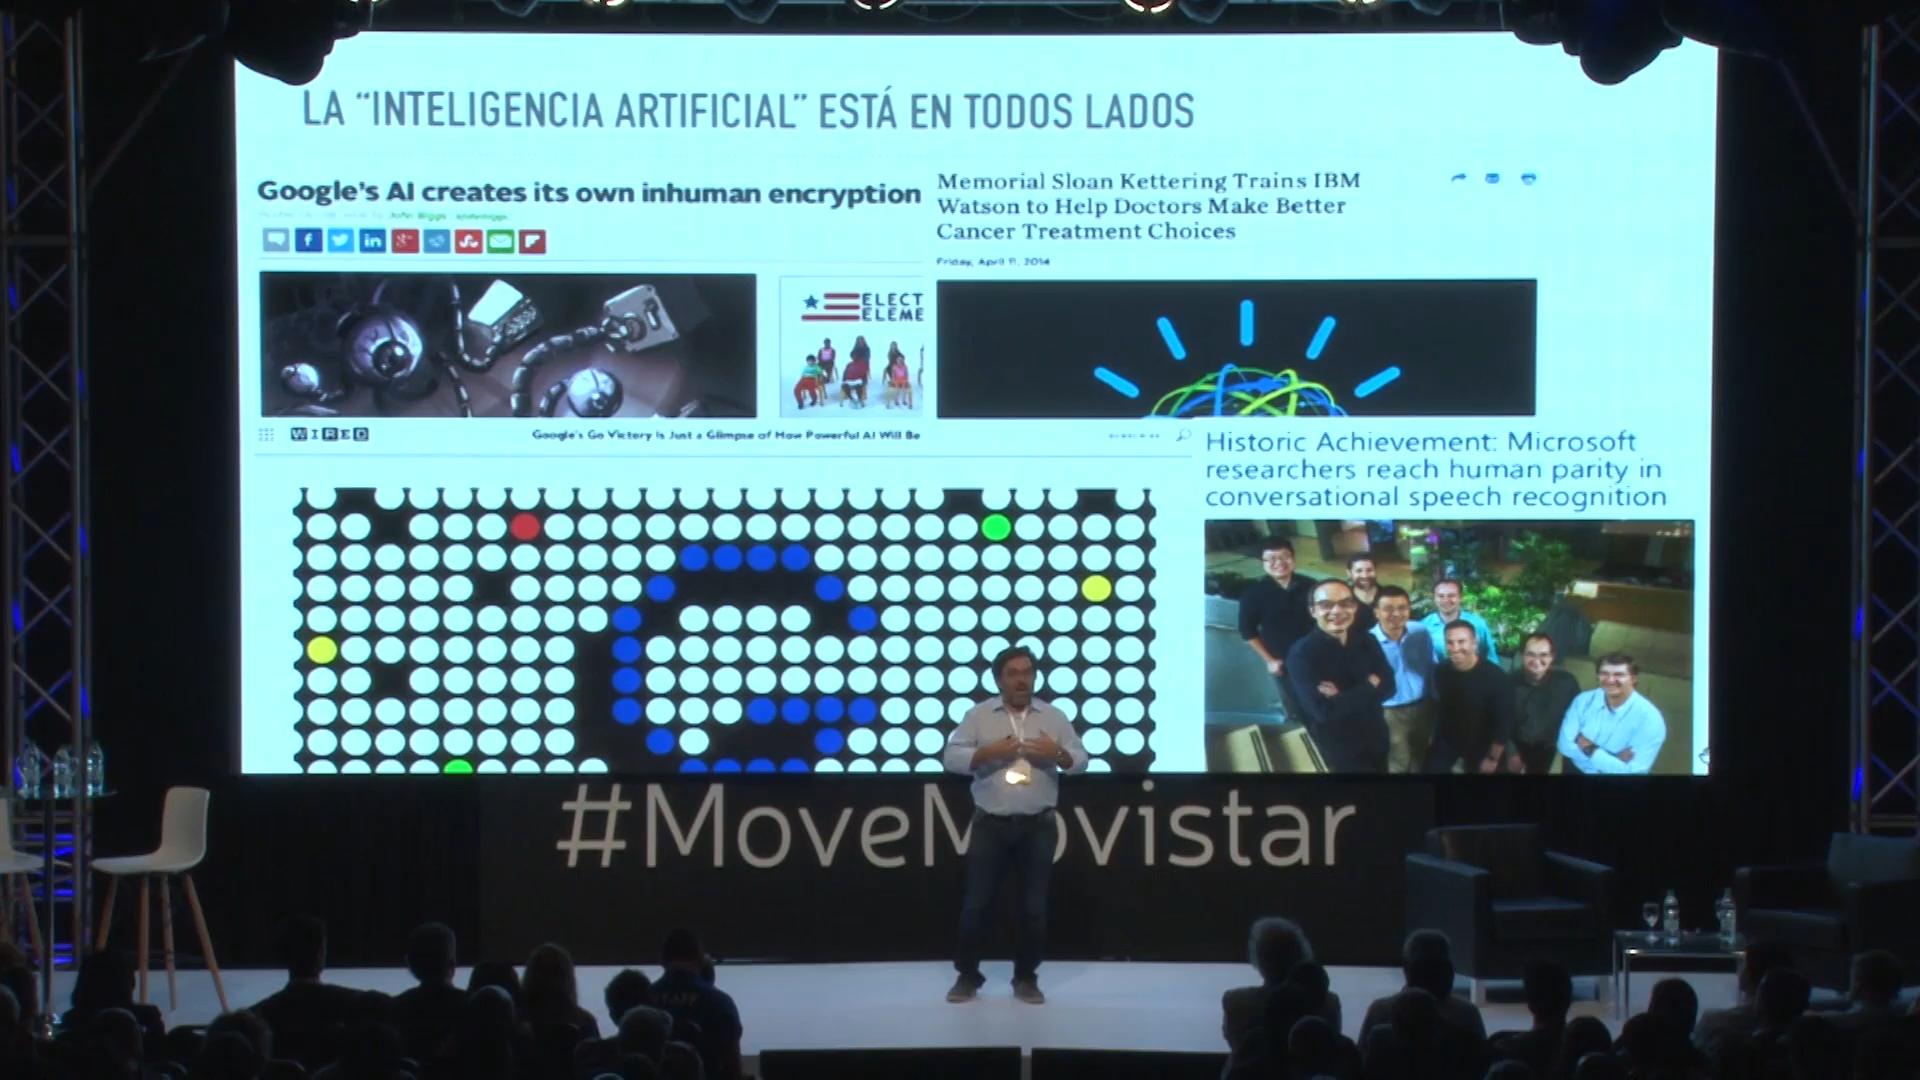 LA “INTELIGENCIA ARTIFICIAL” ESTÁ EN TODOS LADOS
Google's AI creates its own inhuman encryption
John Biggs
Memorial Sloan Kettering Trains IBM
Watson to Help Doctors Make Better
Cancer Treatment Choices
Friday, April 11, 2014
ELECT
ELEME
WIRED
Google's Go Victory Is Just a Glimpse of How Powerful AI Will Be
Historic Achievement: Microsoft
researchers reach human parity in
conversational speech recognition
#MoveMovistar
STAFF